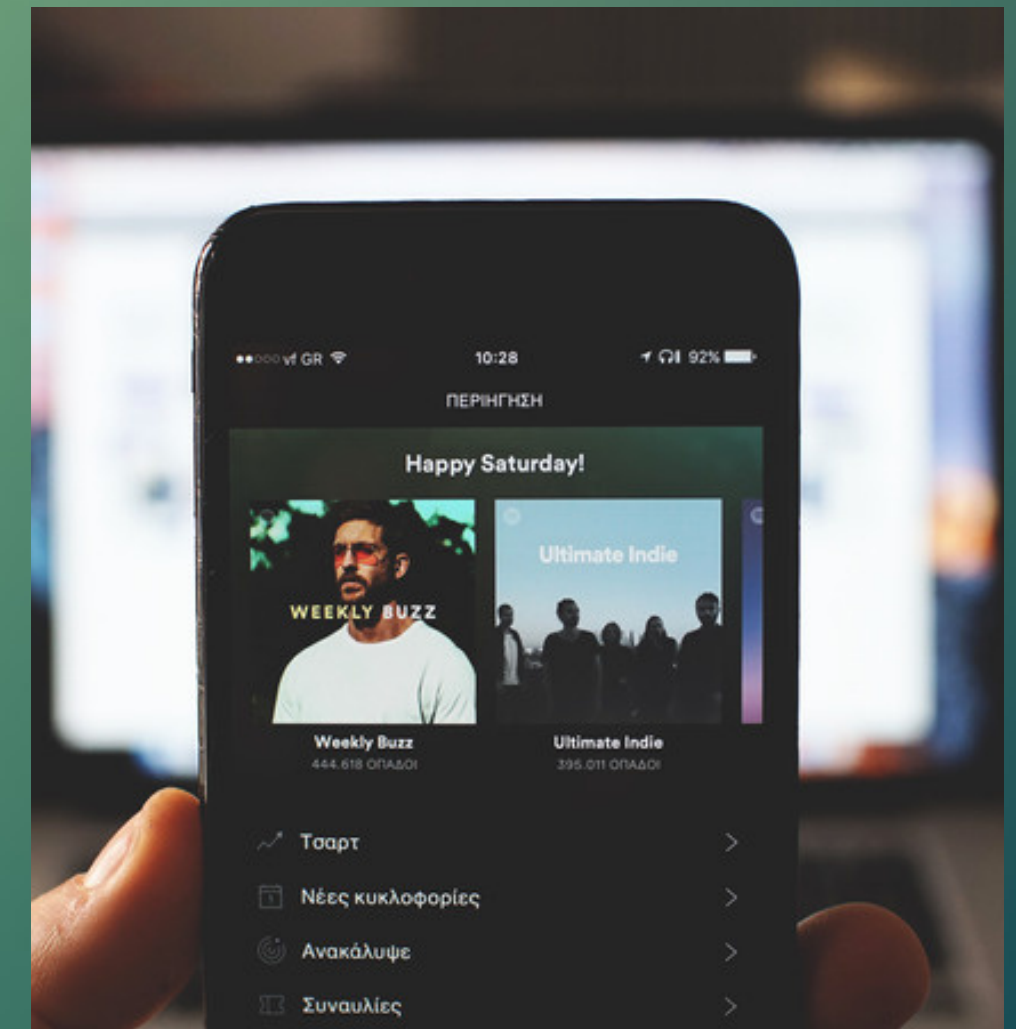 vf GR 10:28 92%
ΠΕΡΙΗΓΗΣΗ
Happy Saturday!
WEEKLY BUZZ
Ultimate Indie
Weekly Buzz
444.618 ΟΠΑΔΟΙ
Ultimate Indie
395.011 ΟΠΑΔΟΙ
Τσαρτ
Νέες κυκλοφορίες
Ανακάλυψε
Συναυλίες